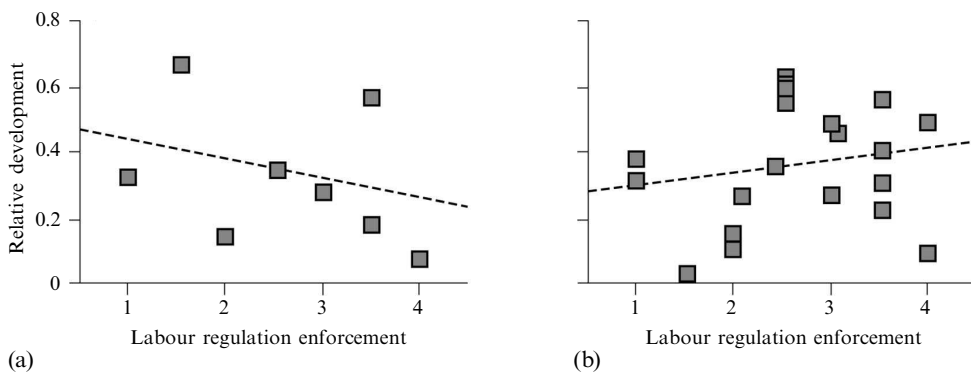 0.8
0.6
0.4
0.2
0
Relative development
1 2 3 4
Labour regulation enforcement
(a)
1 2 3 4
Labour regulation enforcement
(b)